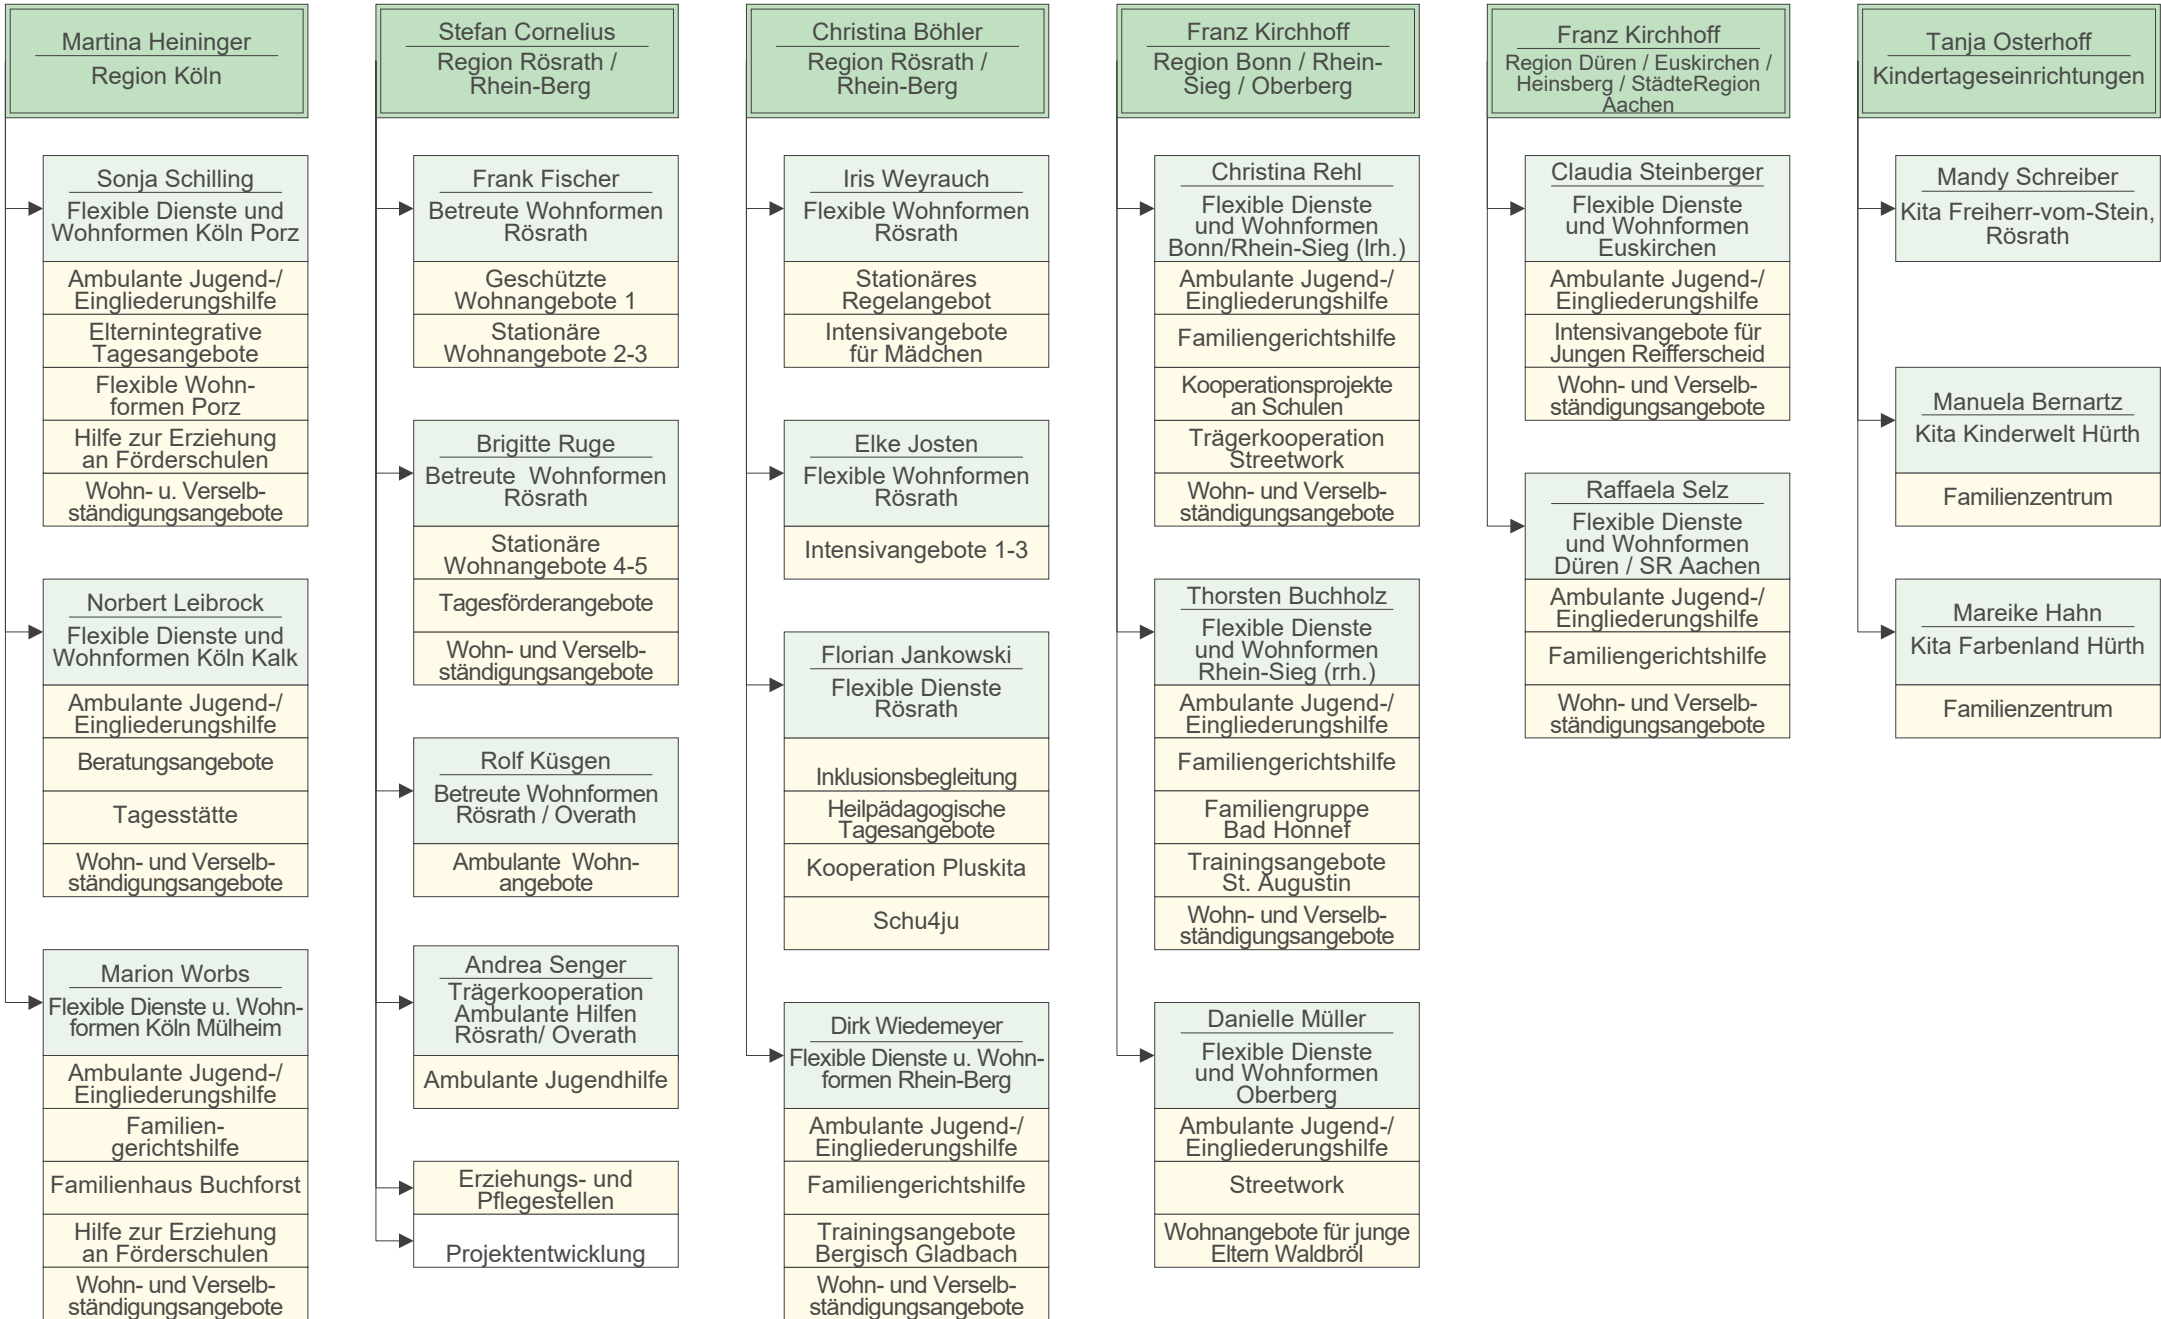 Martina Heininger
Region Köln
Sonja Schilling
Flexible Dienste und
Wohnformen Köln Porz
Ambulante Jugend-/
Eingliederungshilfe
Elternintegrative
Tagesangebote
Flexible Wohn-
formen Porz
Hilfe zur Erziehung
an Förderschulen
Wohn- u. Verselb-
ständigungsangebote
Norbert Leibrock
Flexible Dienste und
Wohnformen Köln Kalk
Ambulante Jugend-/
Eingliederungshilfe
Beratungsangebote
Tagesstätte
Wohn- und Verselb-
ständigungsangebote
Marion Worbs
Flexible Dienste u. Wohn-
formen Köln Mülheim
Ambulante Jugend-/
Eingliederungshilfe
Familien-
gerichtshilfe
Familienhaus Buchforst
Hilfe zur Erziehung
an Förderschulen
Wohn- und Verselb-
ständigungsangebote
Stefan Cornelius
Region Rösrath /
Rhein-Berg
Frank Fischer
Betreute Wohnformen
Rösrath
Geschützte
Wohnangebote 1
Stationäre
Wohnangebote 2-3
Brigitte Ruge
Betreute Wohnformen
Rösrath
Stationäre
Wohnangebote 4-5
Tagesförderangebote
Wohn- und Verselb-
ständigungsangebote
Rolf Küsgen
Betreute Wohnformen
Rösrath / Overath
Ambulante Wohn-
angebote
Andrea Senger
Trägerkooperation
Ambulante Hilfen
Rösrath/ Overath
Ambulante Jugendhilfe
Erziehungs- und
Pflegestellen
Projektentwicklung
Christina Böhler
Region Rösrath /
Rhein-Berg
Iris Weyrauch
Flexible Wohnformen
Rösrath
Stationäres
Regelangebot
Intensivangebote
für Mädchen
Elke Josten
Flexible Wohnformen
Rösrath
Intensivangebote 1-3
Florian Jankowski
Flexible Dienste
Rösrath
Inklusionsbegleitung
Heilpädagogische
Tagesangebote
Kooperation Pluskita
Schu4ju
Dirk Wiedemeyer
Flexible Dienste u. Wohn-
formen Rhein-Berg
Ambulante Jugend-/
Eingliederungshilfe
Familiengerichtshilfe
Trainingsangebote
Bergisch Gladbach
Wohn- und Verselb-
ständigungsangebote
Franz Kirchhoff
Region Bonn / Rhein-
Sieg / Oberberg
Christina Rehl
Flexible Dienste
und Wohnformen
Bonn/Rhein-Sieg (lrh.)
Ambulante Jugend-/
Eingliederungshilfe
Familiengerichtshilfe
Kooperationsprojekte
an Schulen
Trägerkooperation
Streetwork
Wohn- und Verselb-
ständigungsangebote
Thorsten Buchholz
Flexible Dienste
und Wohnformen
Rhein-Sieg (rrh.)
Ambulante Jugend-/
Eingliederungshilfe
Familiengerichtshilfe
Familiengruppe
Bad Honnef
Trainingsangebote
St. Augustin
Wohn- und Verselb-
ständigungsangebote
Danielle Müller
Flexible Dienste
und Wohnformen
Oberberg
Ambulante Jugend-/
Eingliederungshilfe
Streetwork
Wohnangebote für junge
Eltern Waldbröl
Franz Kirchhoff
Region Düren / Euskirchen /
Heinsberg / StädteRegion
Aachen
Claudia Steinberger
Flexible Dienste
und Wohnformen
Euskirchen
Ambulante Jugend-/
Eingliederungshilfe
Intensivangebote für
Jungen Reifferscheid
Wohn- und Verselb-
ständigungsangebote
Raffaela Selz
Flexible Dienste
und Wohnformen
Düren / SR Aachen
Ambulante Jugend-/
Eingliederungshilfe
Familiengerichtshilfe
Wohn- und Verselb-
ständigungsangebote
Tanja Osterhoff
Kindertageseinrichtungen
Mandy Schreiber
Kita Freiherr-vom-Stein,
Rösrath
Manuela Bernartz
Kita Kinderwelt Hürth
Familienzentrum
Mareike Hahn
Kita Farbenland Hürth
Familienzentrum